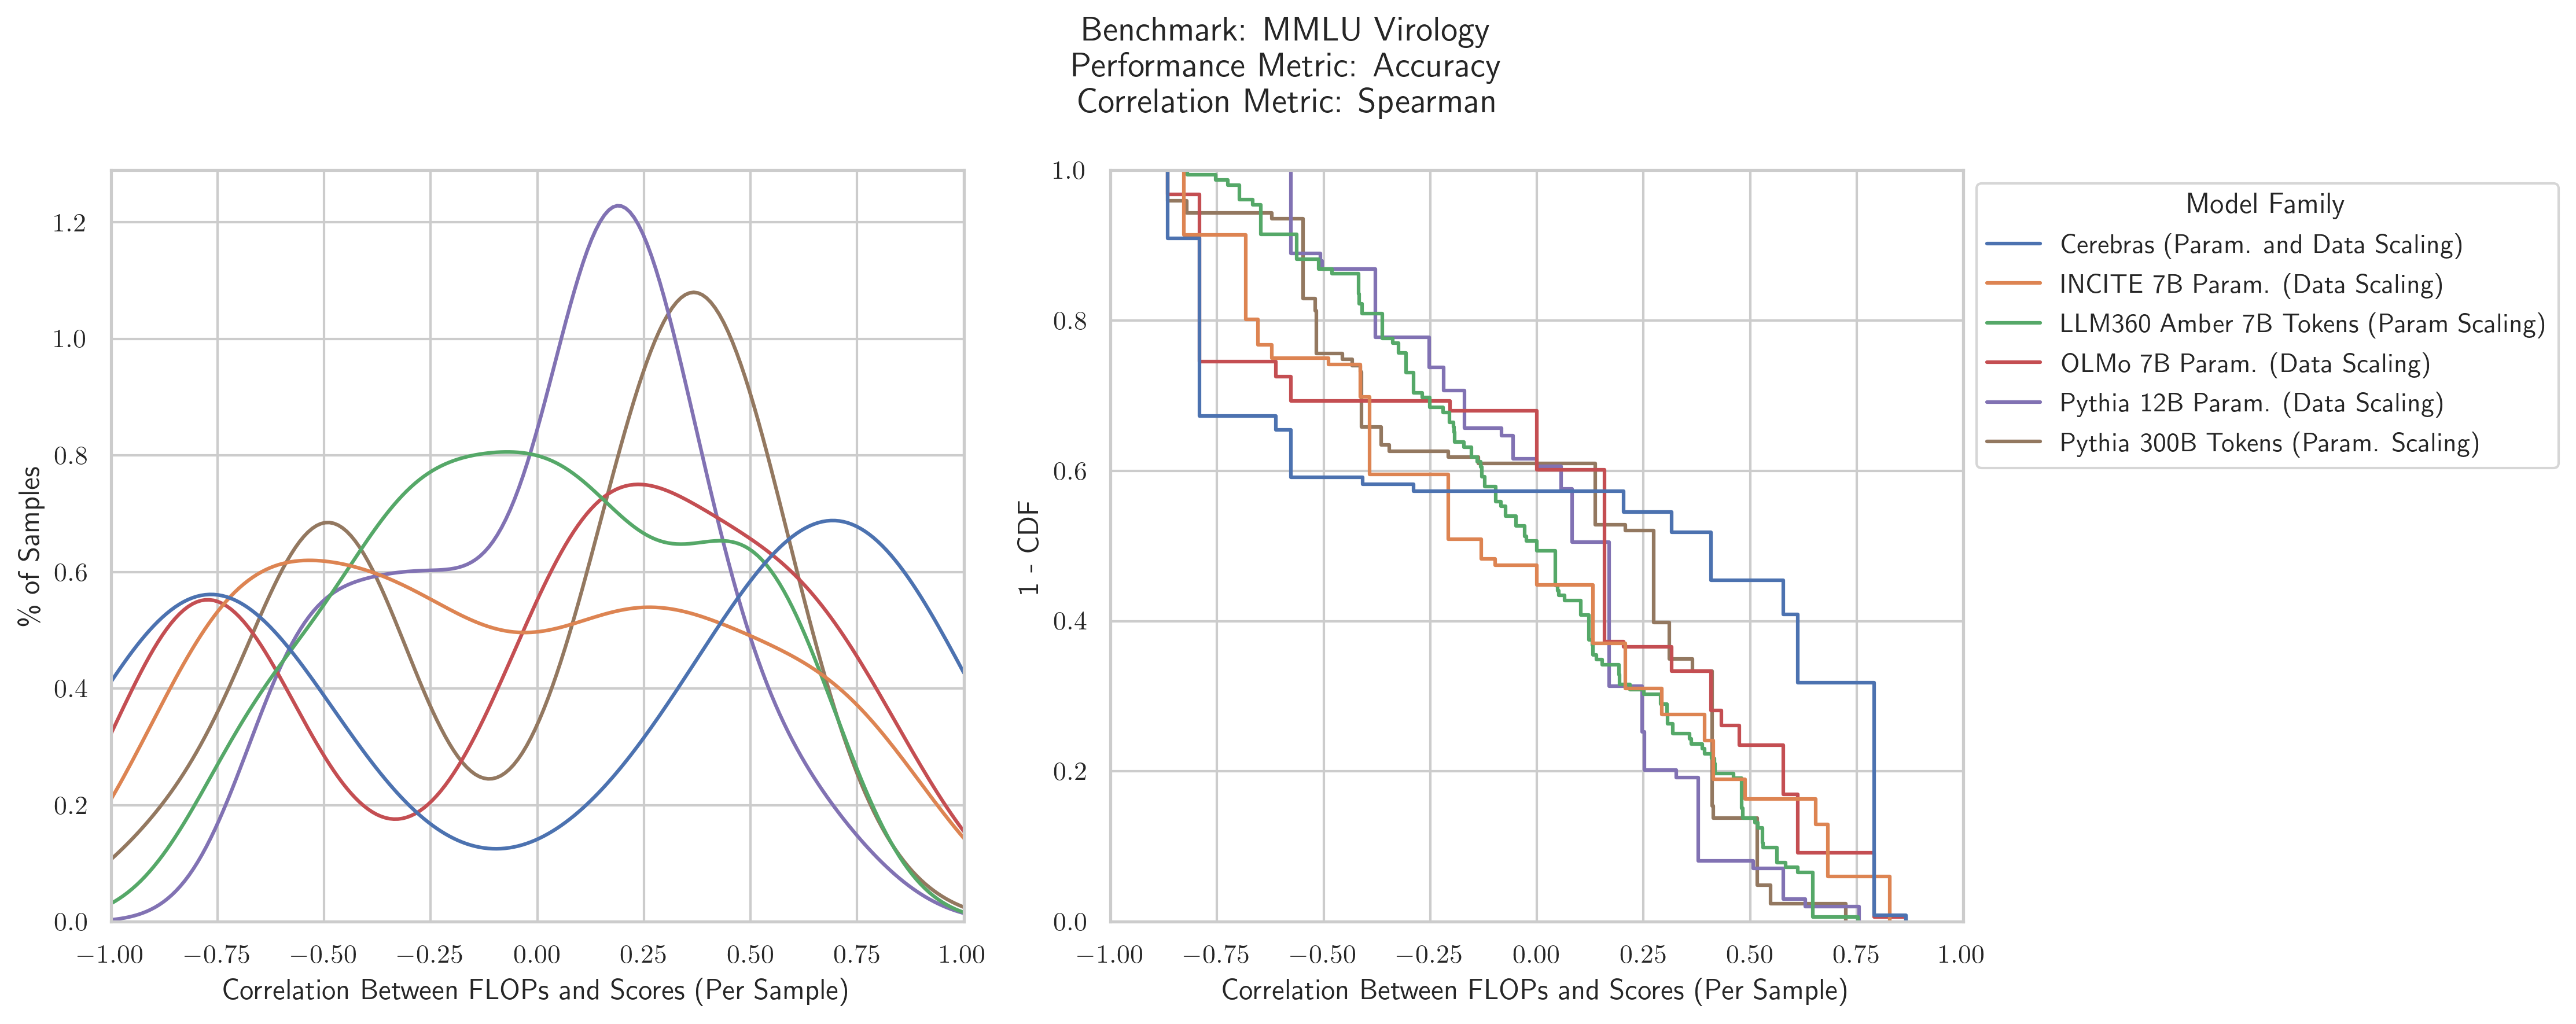 Benchmark: MMLU Virology
Performance Metric: Accuracy
Correlation Metric: Spearman
% of Samples
1.2
1.0
0.8
0.6
0.4
0.2
0.0
−1.00 −0.75 −0.50 −0.25 0.00 0.25 0.50 0.75 1.00
Correlation Between FLOPs and Scores (Per Sample)
1 - CDF
1.0
0.8
0.6
0.4
0.2
0.0
−1.00 −0.75 −0.50 −0.25 0.00 0.25 0.50 0.75 1.00
Correlation Between FLOPs and Scores (Per Sample)
Model Family
Cerebras (Param. and Data Scaling)
INCITE 7B Param. (Data Scaling)
LLM360 Amber 7B Tokens (Param Scaling)
OLMo 7B Param. (Data Scaling)
Pythia 12B Param. (Data Scaling)
Pythia 300B Tokens (Param. Scaling)